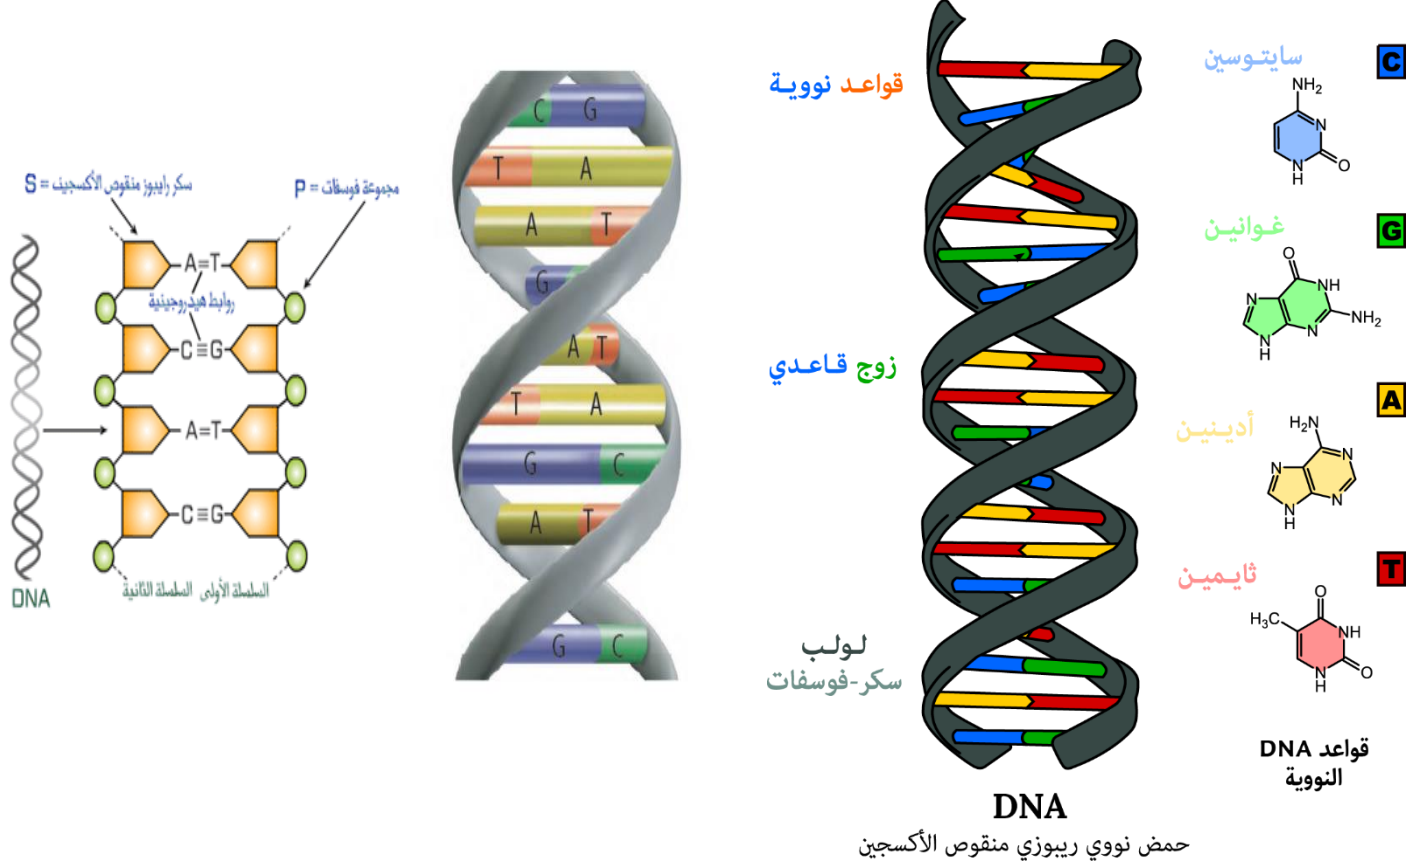 S = سكر رايبوز منقوص الأكسجين
P = مجموعة فوسفات
A=T
روابط هيدروجينية
C≡G
A=T
C≡G
السلسلة الثانية
السلسلة الأولى
DNA
C G
T A
A T
G
A T
T A
G C
A T
G C
قواعد نووية
زوج قاعدي
لولب
سكر-فوسفات
DNA
حمض نووي ريبوزي منقوص الأكسجين
سايتوسين
C
NH₂
N
N
H
O
غوانين
G
O
N
NH
N
H
N
NH₂
أدينين
A
H₂N
N
N
N
H
N
ثايمين
T
O
H₃C
NH
N
H
O
قواعد DNA
النووية